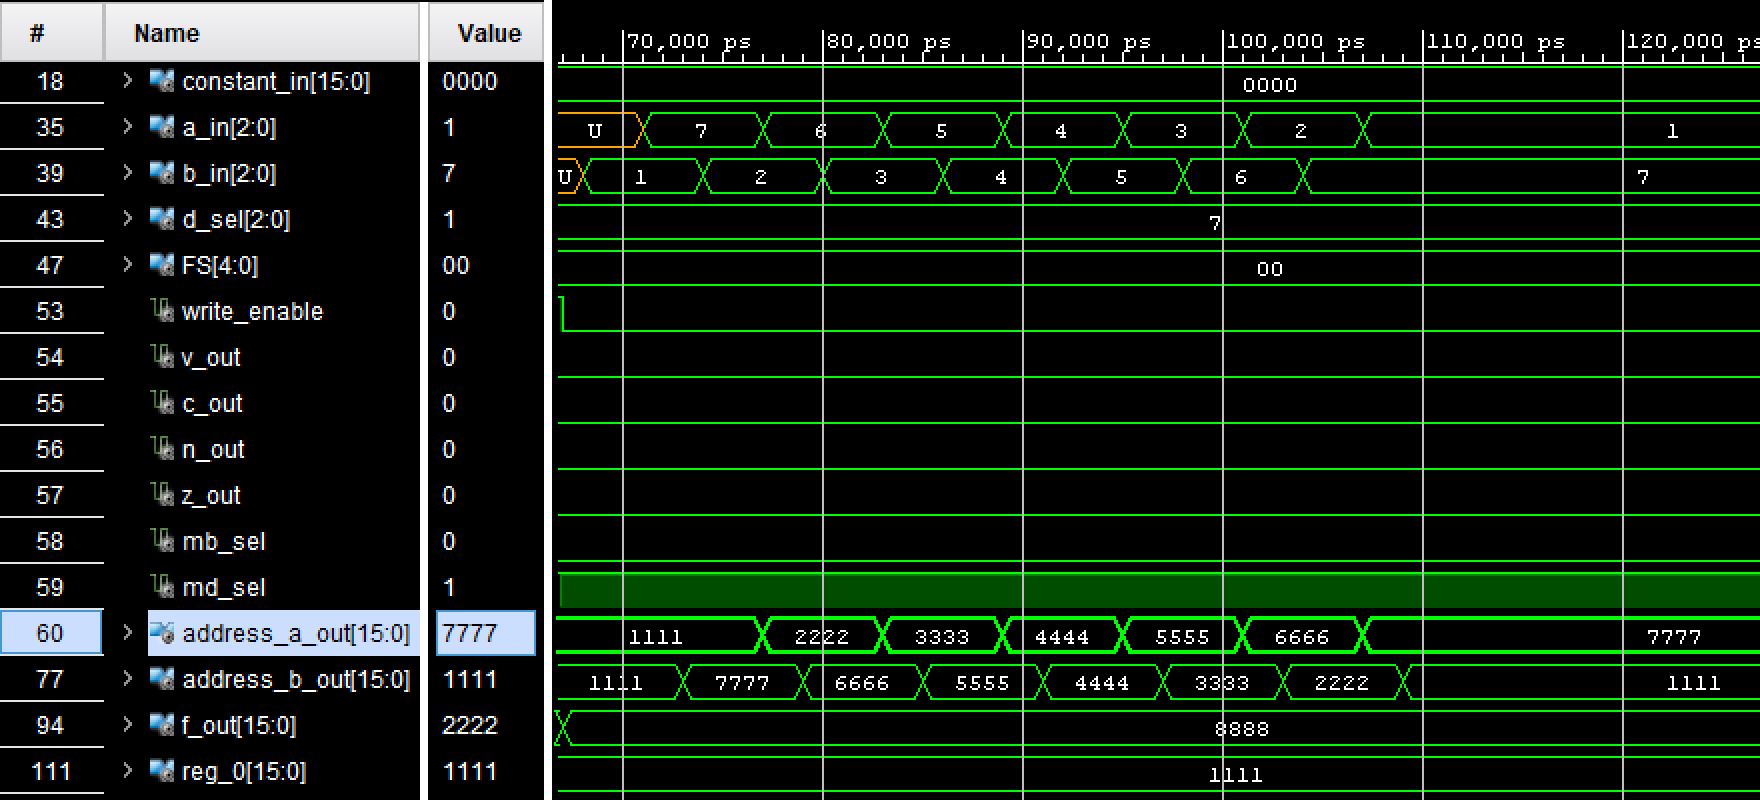 # Name Value 70,000 ps 80,000 ps 90,000 ps 100,000 ps 110,000 ps 120,000 ps
18 constant_in[15:0] 0000 0000
35 a_in[2:0] 1 U 7 6 5 4 3 2 1
39 b_in[2:0] 7 U 1 2 3 4 5 6 7
43 d_sel[2:0] 1 7
47 FS[4:0] 00 00
53 write_enable 0
54 v_out 0
55 c_out 0
56 n_out 0
57 z_out 0
58 mb_sel 0
59 md_sel 1
60 address_a_out[15:0] 7777 1111 2222 3333 4444 5555 6666 7777
77 address_b_out[15:0] 1111 1111 7777 6666 5555 4444 3333 2222 1111
94 f_out[15:0] 2222 8888
111 reg_0[15:0] 1111 1111